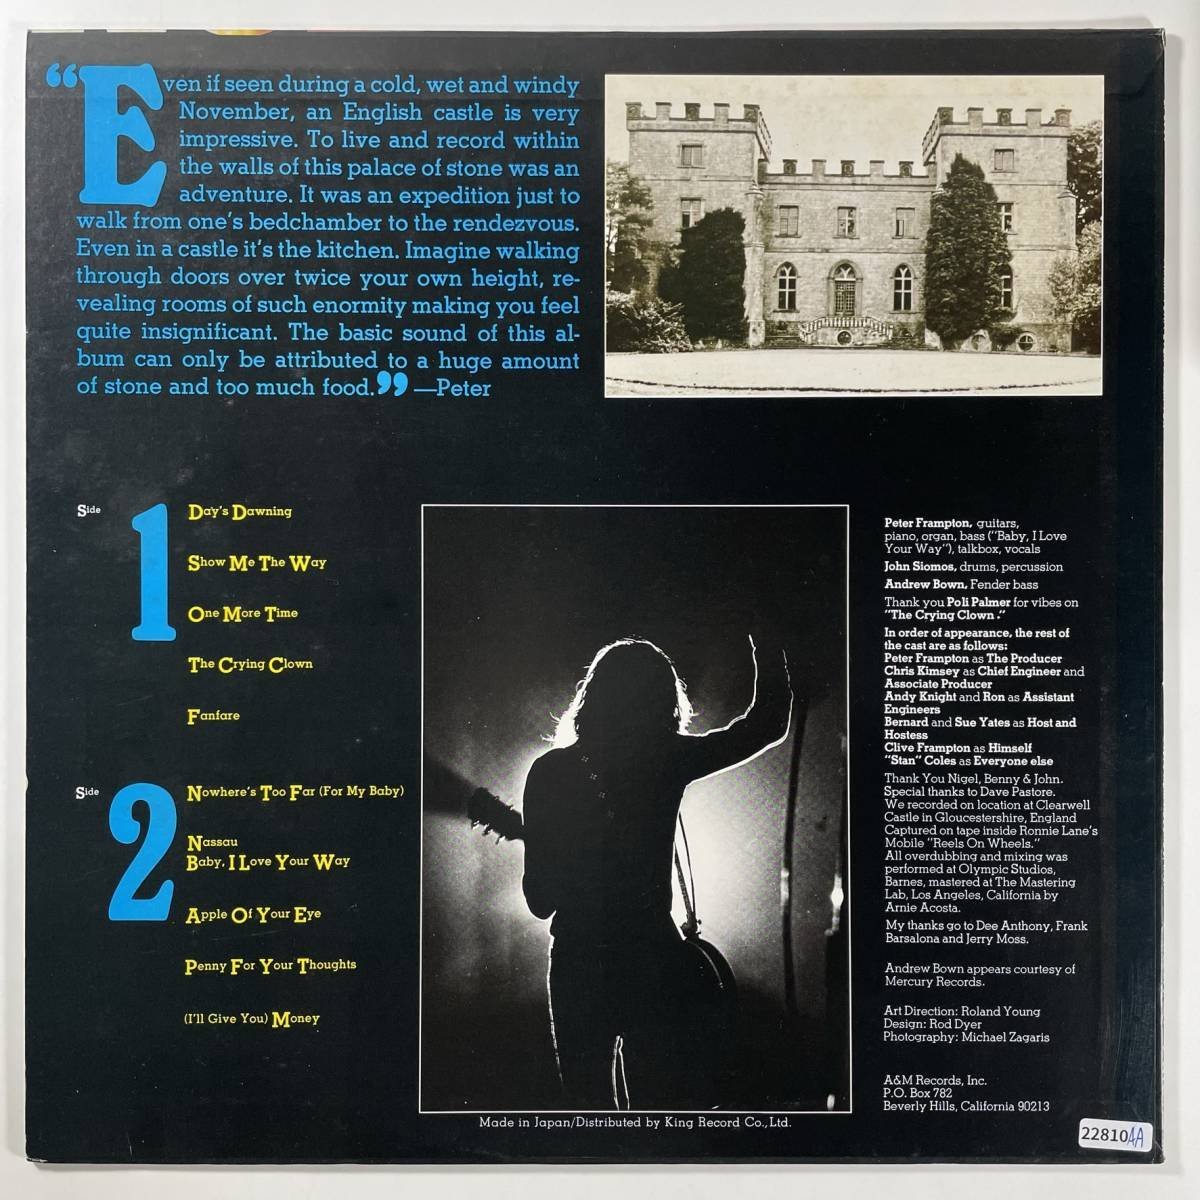 “Even if seen during a cold, wet and windy
November, an English castle is very
impressive. To live and record within
the walls of this palace of stone was an
adventure. It was an expedition just to
walk from one's bedchamber to the rendezvous.
Even in a castle it's the kitchen. Imagine walking
through doors over twice your own height, re-
vealing rooms of such enormity making you feel
quite insignificant. The basic sound of this al-
bum can only be attributed to a huge amount
of stone and too much food.” —Peter
Side 1
Day's Dawning
Show Me The Way
One More Time
The Crying Clown
Fanfare
Side 2
Nowhere's Too Far (For My Baby)
Nassau
Baby, I Love Your Way
Apple Of Your Eye
Penny For Your Thoughts
(I'll Give You) Money
Peter Frampton, guitars,
piano, organ, bass ("Baby, I Love
Your Way"), talkbox, vocals
John Siomos, drums, percussion
Andrew Bown, Fender bass
Thank you Poli Palmer for vibes on
"The Crying Clown."
In order of appearance, the rest of
the cast are as follows:
Peter Frampton as The Producer
Chris Kimsey as Chief Engineer and
Associate Producer
Andy Knight and Ron as Assistant
Engineers
Bernard and Sue Yates as Host and
Hostess
Clive Frampton as Himself
"Stan" Coles as Everyone else
Thank You Nigel, Benny & John.
Special thanks to Dave Pastore.
We recorded on location at Clearwell
Castle in Gloucestershire, England
Captured on tape inside Ronnie Lane's
Mobile "Reels On Wheels."
All overdubbing and mixing was
performed at Olympic Studios,
Barnes, mastered at The Mastering
Lab, Los Angeles, California by
Arnie Acosta.
My thanks go to Dee Anthony, Frank
Barsalona and Jerry Moss.
Andrew Bown appears courtesy of
Mercury Records.
Art Direction: Roland Young
Design: Rod Dyer
Photography: Michael Zagaris
A&M Records, Inc.
P.O. Box 782
Beverly Hills, California 90213
Made in Japan/Distributed by King Record Co., Ltd.
22810AA